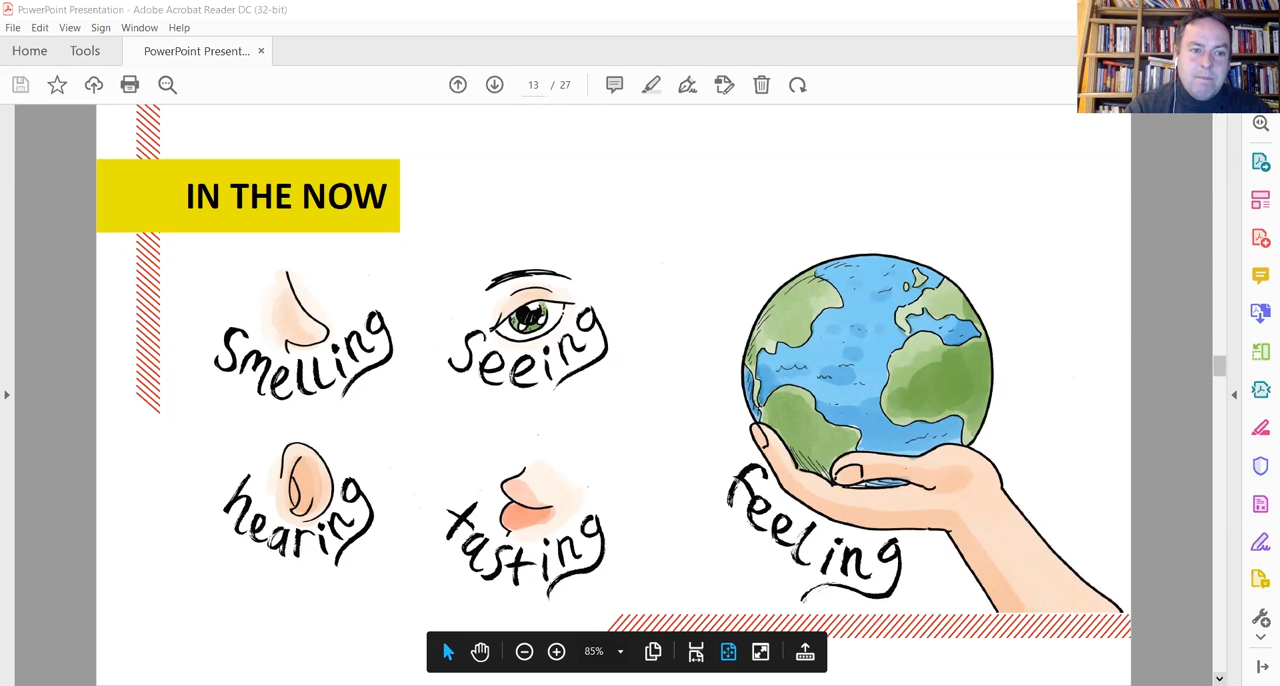 PowerPoint Presentation - Adobe Acrobat Reader DC (32-bit)
File Edit View Sign Window Help
Home Tools PowerPoint Present... ×
13 / 27
IN THE NOW
smelling
seeing
hearing
tasting
feeling
85%